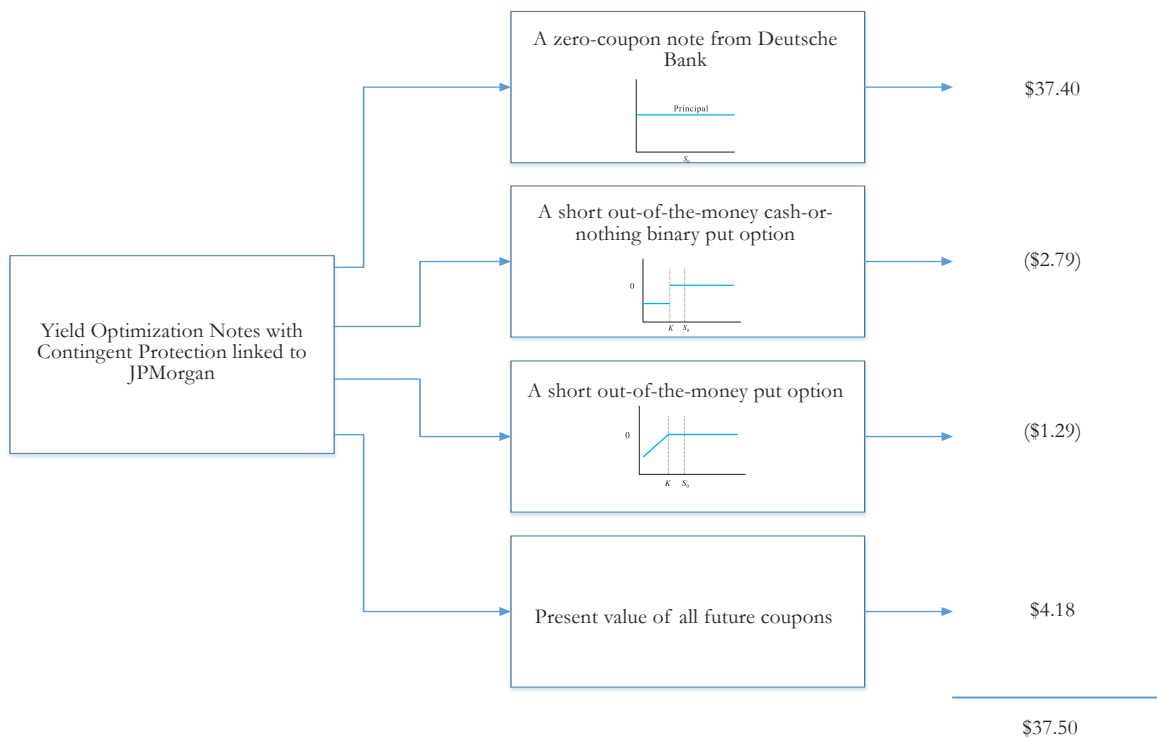 A zero-coupon note from Deutsche
Bank
Principal
S₀
$37.40
A short out-of-the-money cash-or-
nothing binary put option
0
K S₀
($2.79)
Yield Optimization Notes with
Contingent Protection linked to
JPMorgan
A short out-of-the-money put option
0
K S₀
($1.29)
Present value of all future coupons
$4.18
$37.50